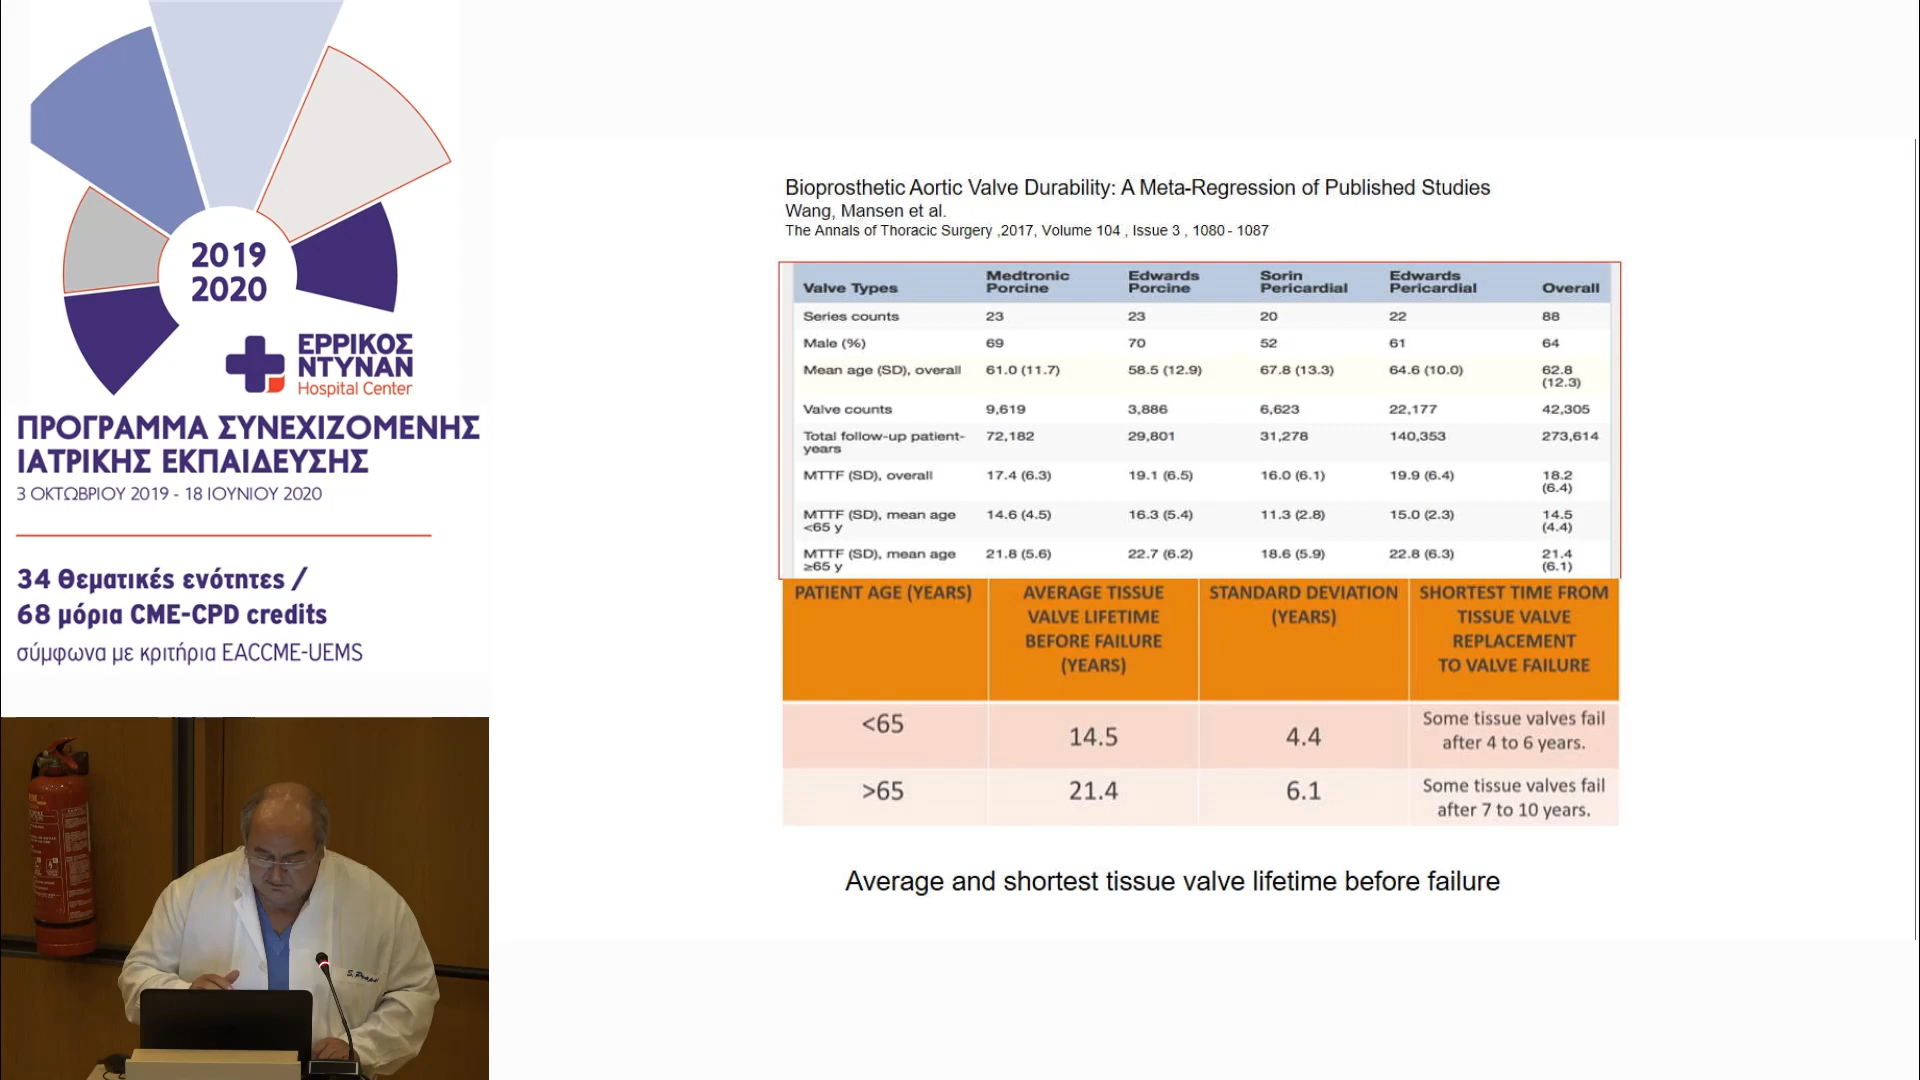 2019
2020
ΕΡΡΙΚΟΣ
ΝΤΥΝΑΝ
Hospital Center
ΠΡΟΓΡΑΜΜΑ ΣΥΝΕΧΙΖΟΜΕΝΗΣ
ΙΑΤΡΙΚΗΣ ΕΚΠΑΙΔΕΥΣΗΣ
3 ΟΚΤΩΒΡΙΟΥ 2019 - 18 ΙΟΥΝΙΟΥ 2020
34 θεματικές ενότητες /
68 μόρια CME-CPD credits
σύμφωνα με κριτήρια EACCME-UEMS
Bioprosthetic Aortic Valve Durability: A Meta-Regression of Published Studies
Wang, Mansen et al.
The Annals of Thoracic Surgery ,2017, Volume 104 , Issue 3 , 1080 - 1087
Valve Types Medtronic Porcine Edwards Porcine Sorin Pericardial Edwards Pericardial Overall
Series counts 23 23 20 22 88
Male (%) 69 70 52 61 64
Mean age (SD), overall 61.0 (11.7) 58.5 (12.9) 67.8 (13.3) 64.6 (10.0) 62.8 (12.3)
Valve counts 9,619 3,886 6,623 22,177 42,305
Total follow-up patient-years 72,182 29,801 31,278 140,353 273,614
MTTF (SD), overall 17.4 (6.3) 19.1 (6.5) 16.0 (6.1) 19.9 (6.4) 18.2 (6.4)
MTTF (SD), mean age <65 y 14.6 (4.5) 16.3 (5.4) 11.3 (2.8) 15.0 (2.3) 14.5 (4.4)
MTTF (SD), mean age ≥65 y 21.8 (5.6) 22.7 (6.2) 18.6 (5.9) 22.8 (6.3) 21.4 (6.1)
PATIENT AGE (YEARS) AVERAGE TISSUE VALVE LIFETIME BEFORE FAILURE (YEARS) STANDARD DEVIATION (YEARS) SHORTEST TIME FROM TISSUE VALVE REPLACEMENT TO VALVE FAILURE
<65 14.5 4.4 Some tissue valves fail after 4 to 6 years.
>65 21.4 6.1 Some tissue valves fail after 7 to 10 years.
Average and shortest tissue valve lifetime before failure